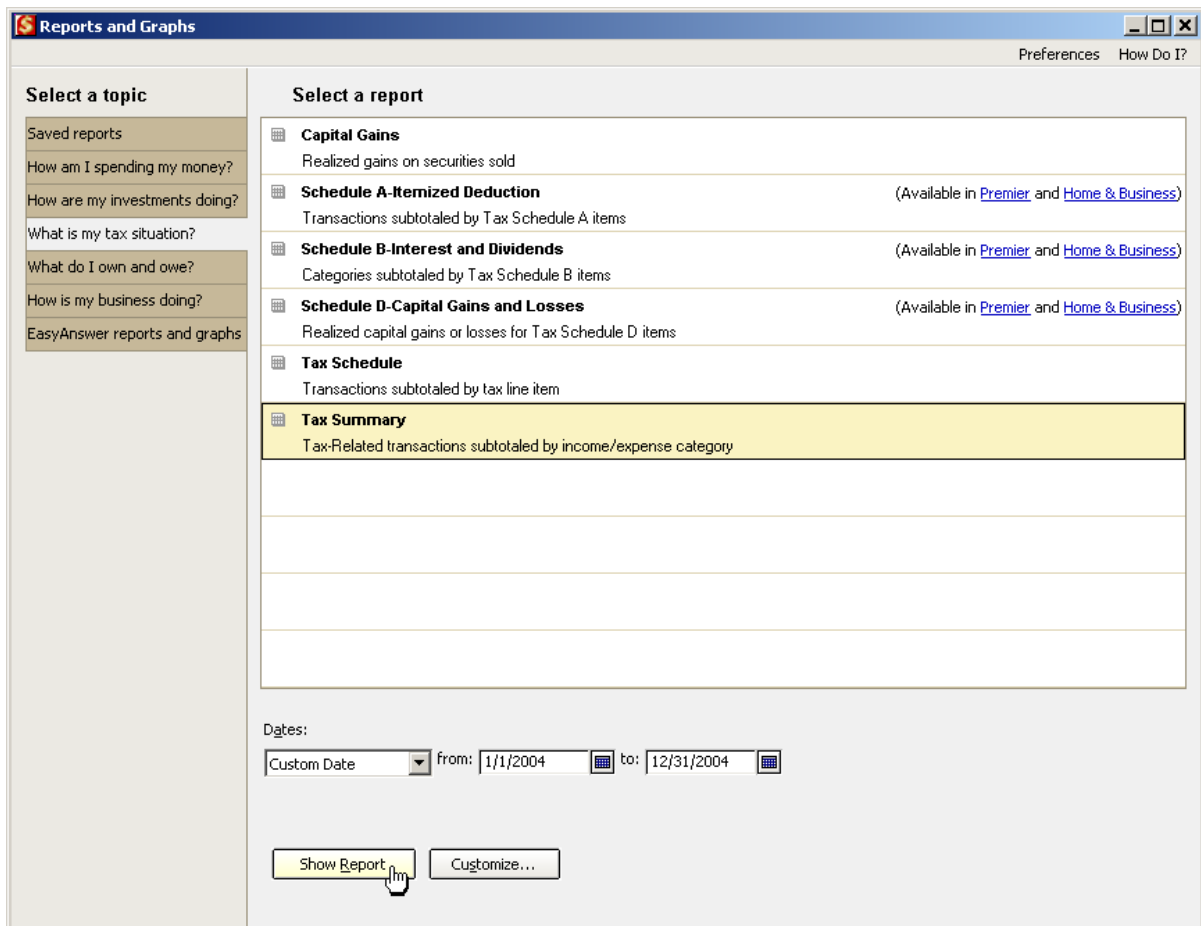 Reports and Graphs
Preferences How Do I?
Select a topic
Saved reports
How am I spending my money?
How are my investments doing?
What is my tax situation?
What do I own and owe?
How is my business doing?
EasyAnswer reports and graphs
Select a report
Capital Gains
Realized gains on securities sold
Schedule A-Itemized Deduction (Available in Premier and Home & Business)
Transactions subtotaled by Tax Schedule A items
Schedule B-Interest and Dividends (Available in Premier and Home & Business)
Categories subtotaled by Tax Schedule B items
Schedule D-Capital Gains and Losses (Available in Premier and Home & Business)
Realized capital gains or losses for Tax Schedule D items
Tax Schedule
Transactions subtotaled by tax line item
Tax Summary
Tax-Related transactions subtotaled by income/expense category
Dates:
Custom Date from: 1/1/2004 to: 12/31/2004
Show Report Customize...